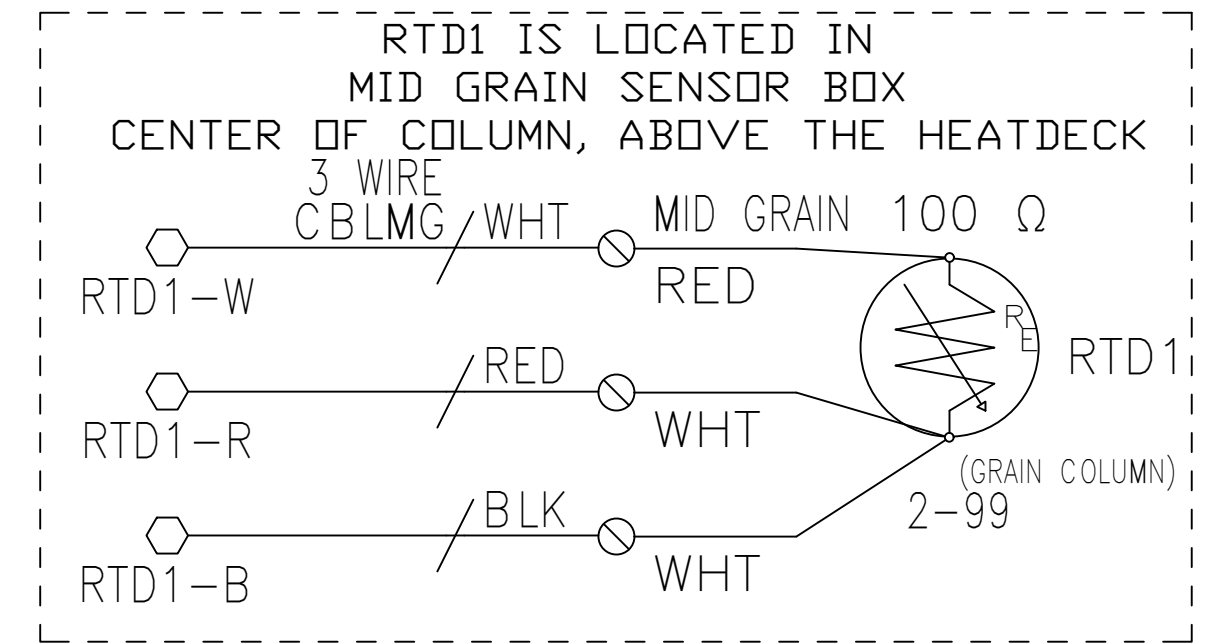 RTD1 IS LOCATED IN
MID GRAIN SENSOR BOX
CENTER OF COLUMN, ABOVE THE HEATDECK
3 WIRE
CBLMG WHT MID GRAIN 100 Ω
RTD1-W RED
RE
RTD1
RED
RTD1-R WHT
(GRAIN COLUMN)
2-99
BLK
RTD1-B WHT